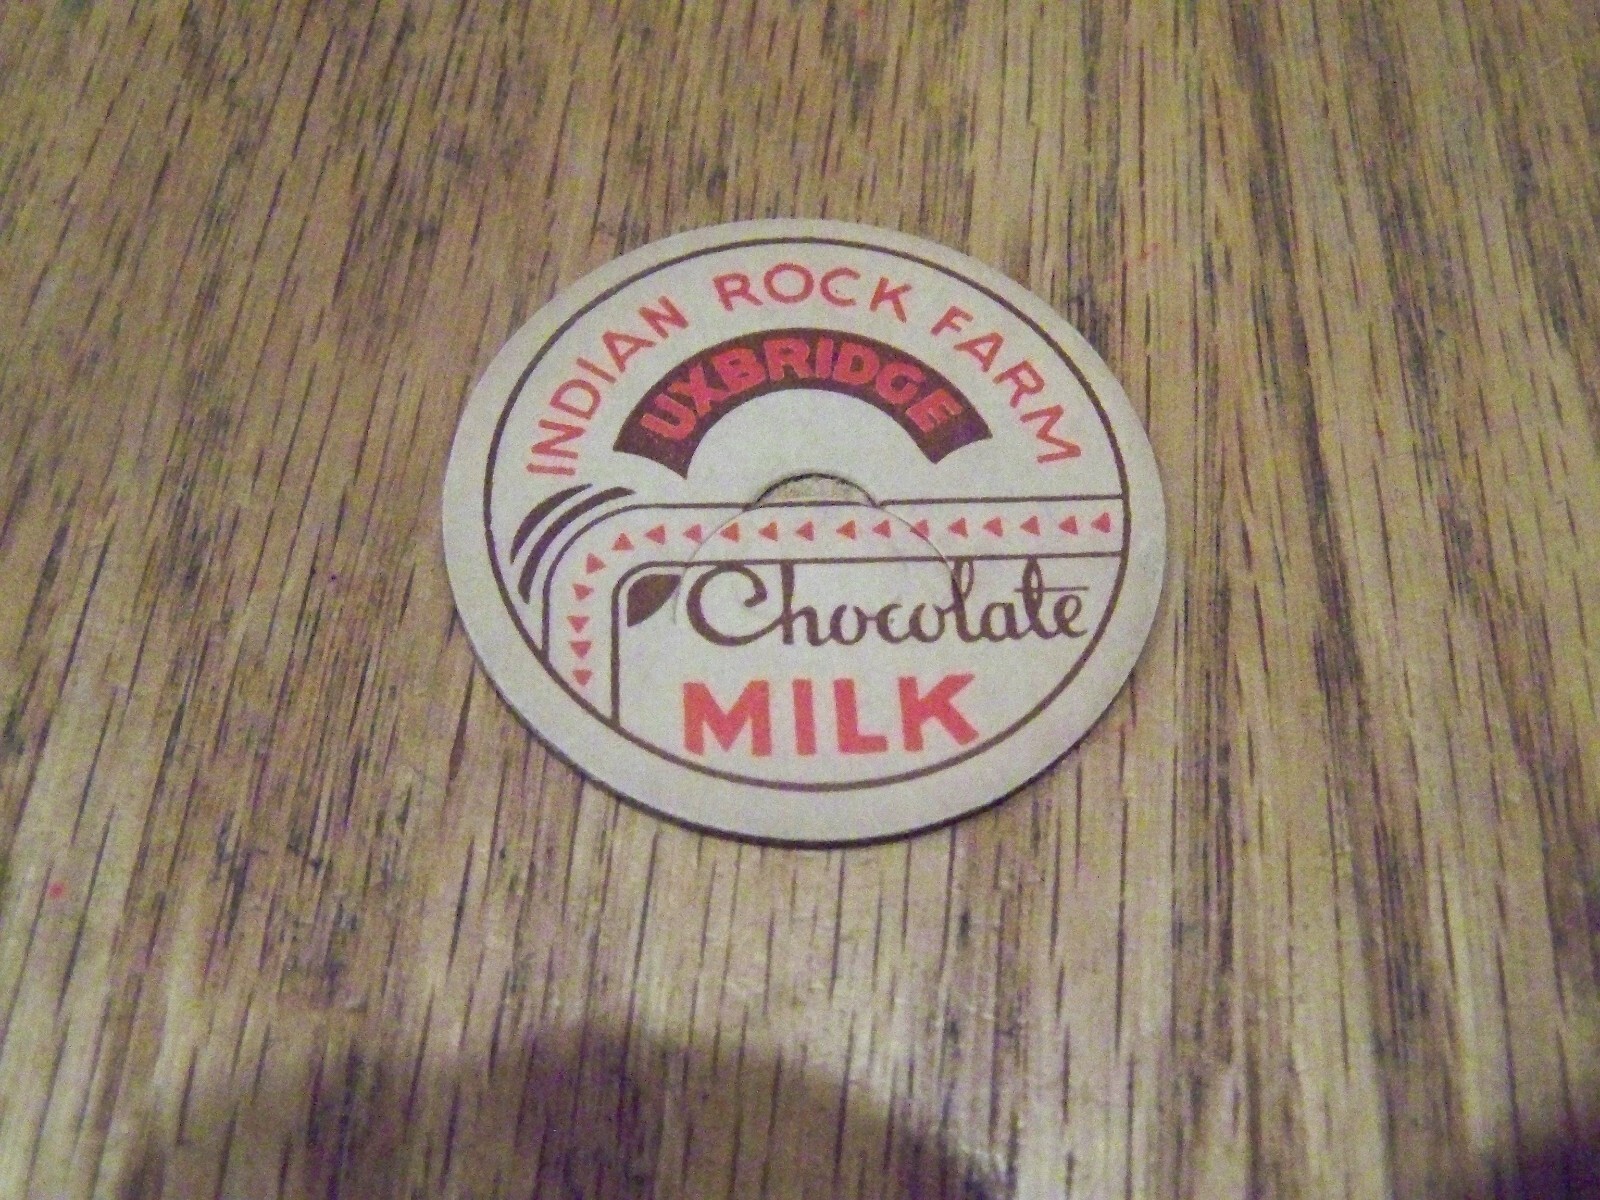 INDIAN ROCK FARM
UXBRIDGE
Chocolate
MILK